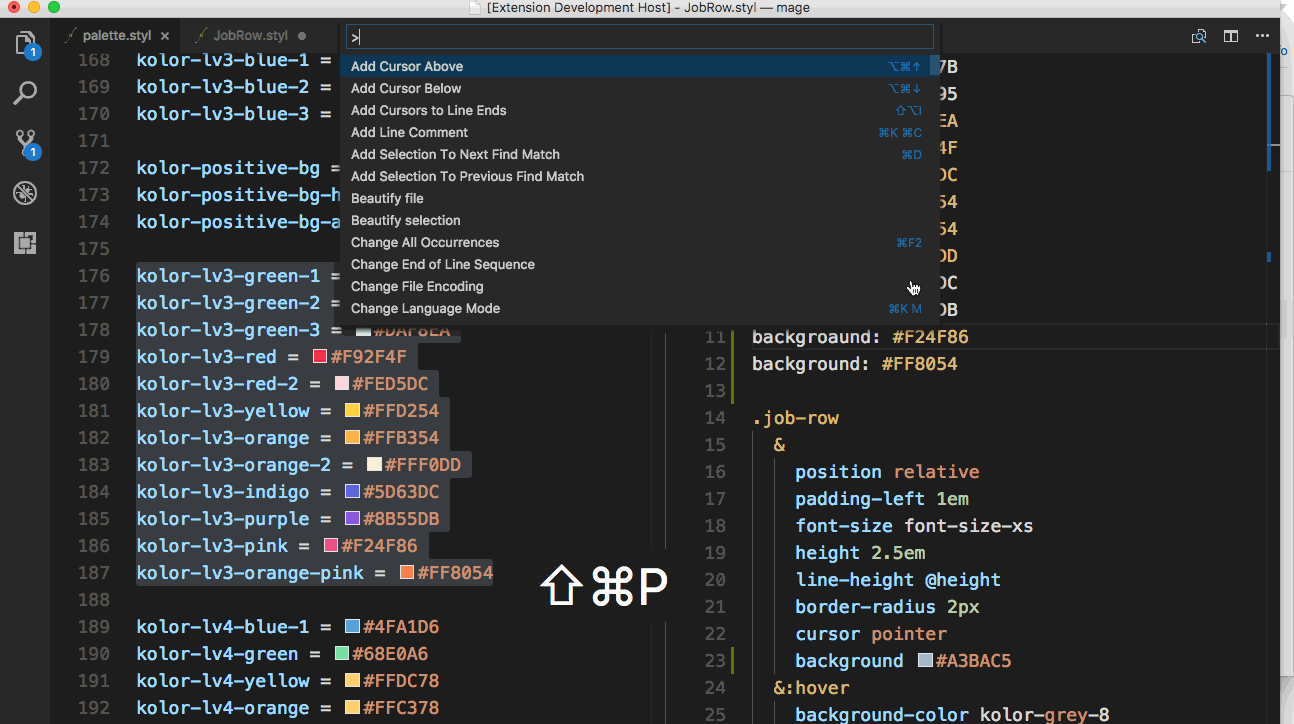 [Extension Development Host] - JobRow.styl — mage
palette.styl ×
JobRow.styl
>
Add Cursor Above ⌥⌘↑
Add Cursor Below ⌥⌘↓
Add Cursors to Line Ends ⇧⌥I
Add Line Comment ⌘K ⌘C
Add Selection To Next Find Match ⌘D
Add Selection To Previous Find Match
Beautify file
Beautify selection
Change All Occurrences ⌘F2
Change End of Line Sequence
Change File Encoding
Change Language Mode ⌘K M
1
1
168 kolor-lv3-blue-1 =
169 kolor-lv3-blue-2 =
170 kolor-lv3-blue-3 =
171
172 kolor-positive-bg =
173 kolor-positive-bg-h
174 kolor-positive-bg-a
175
176 kolor-lv3-green-1 =
177 kolor-lv3-green-2 =
178 kolor-lv3-green-3 = #DAF8EA
179 kolor-lv3-red = #F92F4F
180 kolor-lv3-red-2 = #FED5DC
181 kolor-lv3-yellow = #FFD254
182 kolor-lv3-orange = #FFB354
183 kolor-lv3-orange-2 = #FFF0DD
184 kolor-lv3-indigo = #5D63DC
185 kolor-lv3-purple = #8B55DB
186 kolor-lv3-pink = #F24F86
187 kolor-lv3-orange-pink = #FF8054
188
189 kolor-lv4-blue-1 = #4FA1D6
190 kolor-lv4-green = #68E0A6
191 kolor-lv4-yellow = #FFDC78
192 kolor-lv4-orange = #FFC378
⇧⌘P
7B
95
EA
4F
DC
54
54
DD
DC
DB
11 backgroaund: #F24F86
12 background: #FF8054
13
14 .job-row
15 &
16 position relative
17 padding-left 1em
18 font-size font-size-xs
19 height 2.5em
20 line-height @height
21 border-radius 2px
22 cursor pointer
23 background #A3BAC5
24 &:hover
25 background-color kolor-grey-8